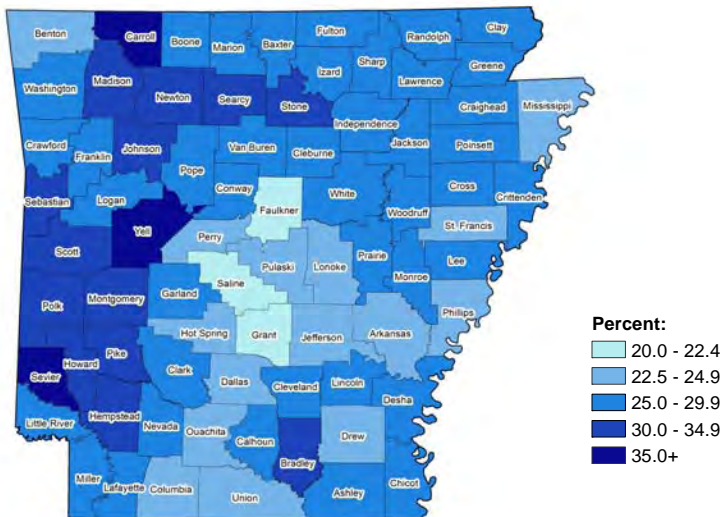 Benton
Carroll
Boone
Marion
Baxter
Fulton
Randolph
Clay
Washington
Madison
Newton
Searcy
Stone
Izard
Sharp
Lawrence
Greene
Independence
Craighead
Mississippi
Crawford
Franklin
Johnson
Pope
Van Buren
Cleburne
Jackson
Poinsett
Sebastian
Logan
Conway
Faulkner
White
Woodruff
Cross
Crittenden
Scott
Yell
Perry
Saline
Pulaski
Lonoke
Prairie
Monroe
St. Francis
Lee
Polk
Montgomery
Garland
Hot Spring
Grant
Jefferson
Arkansas
Phillips
Sevier
Howard
Pike
Clark
Dallas
Cleveland
Lincoln
Desha
Little River
Hempstead
Nevada
Ouachita
Calhoun
Bradley
Drew
Miller
Lafayette
Columbia
Union
Ashley
Chicot
Percent:
20.0 - 22.4
22.5 - 24.9
25.0 - 29.9
30.0 - 34.9
35.0+